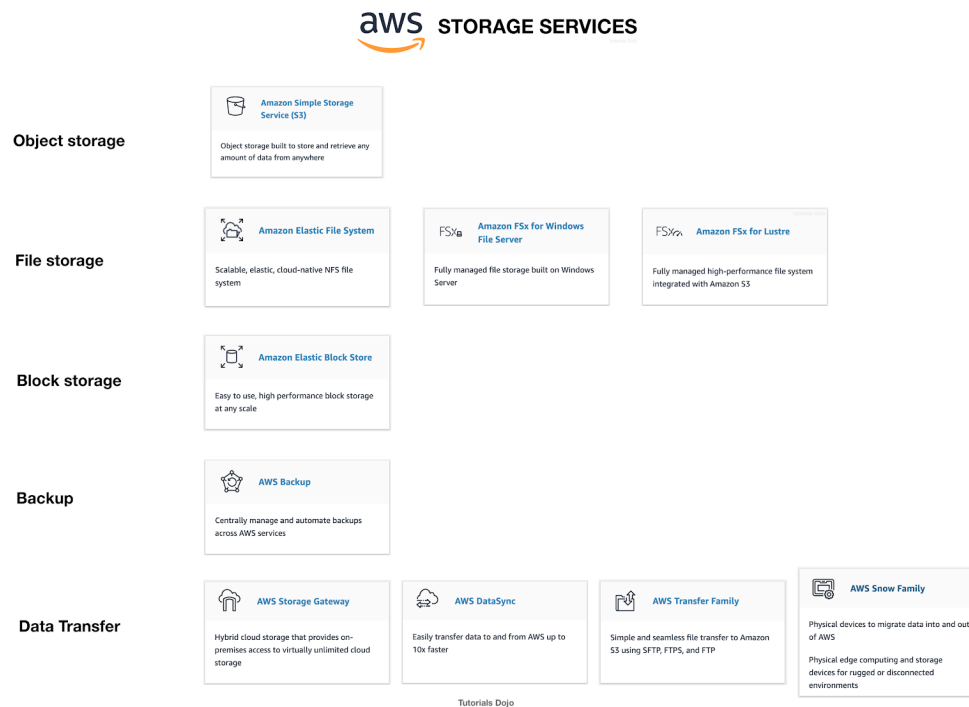 aws STORAGE SERVICES
Object storage
Amazon Simple Storage
Service (S3)
Object storage built to store and retrieve any
amount of data from anywhere
File storage
Amazon Elastic File System
Scalable, elastic, cloud-native NFS file
system
FSx
Amazon FSx for Windows
File Server
Fully managed file storage built on Windows
Server
FSx
Amazon FSx for Lustre
Fully managed high-performance file system
integrated with Amazon S3
Block storage
Amazon Elastic Block Store
Easy to use, high performance block storage
at any scale
Backup
AWS Backup
Centrally manage and automate backups
across AWS services
Data Transfer
AWS Storage Gateway
Hybrid cloud storage that provides on-
premises access to virtually unlimited cloud
storage
AWS DataSync
Easily transfer data to and from AWS up to
10x faster
AWS Transfer Family
Simple and seamless file transfer to Amazon
S3 using SFTP, FTPS, and FTP
AWS Snow Family
Physical devices to migrate data into and out
of AWS
Physical edge computing and storage
devices for rugged or disconnected
environments
Tutorials Dojo